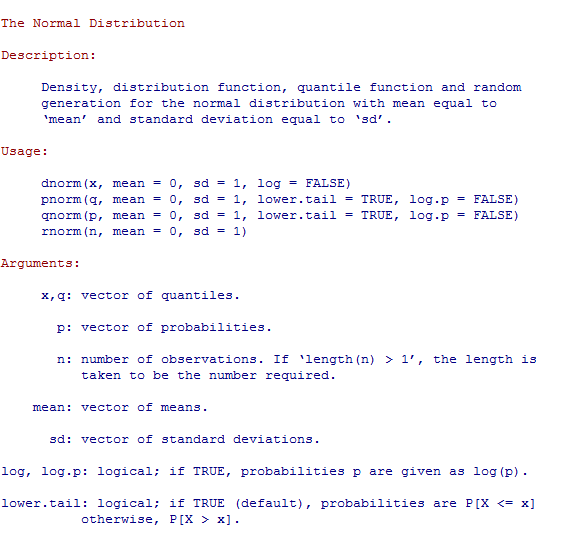 The Normal Distribution
Description:
Density, distribution function, quantile function and random
generation for the normal distribution with mean equal to
‘mean’ and standard deviation equal to ‘sd’.
Usage:
dnorm(x, mean = 0, sd = 1, log = FALSE)
pnorm(q, mean = 0, sd = 1, lower.tail = TRUE, log.p = FALSE)
qnorm(p, mean = 0, sd = 1, lower.tail = TRUE, log.p = FALSE)
rnorm(n, mean = 0, sd = 1)
Arguments:
x,q: vector of quantiles.
p: vector of probabilities.
n: number of observations. If ‘length(n) > 1’, the length is
taken to be the number required.
mean: vector of means.
sd: vector of standard deviations.
log, log.p: logical; if TRUE, probabilities p are given as log(p).
lower.tail: logical; if TRUE (default), probabilities are P[X <= x]
otherwise, P[X > x].